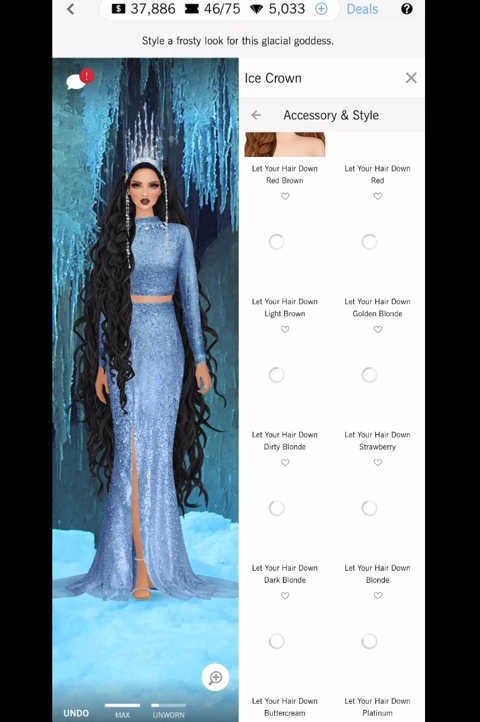 37,886 46/75 5,033 Deals
Style a frosty look for this glacial goddess.
Ice Crown
Accessory & Style
Let Your Hair Down
Red Brown
Let Your Hair Down
Red
Let Your Hair Down
Light Brown
Let Your Hair Down
Golden Blonde
Let Your Hair Down
Dirty Blonde
Let Your Hair Down
Strawberry
Let Your Hair Down
Dark Blonde
Let Your Hair Down
Blonde
Let Your Hair Down
Buttercream
Let Your Hair Down
Platinum
UNDO
MAX
UNWORN